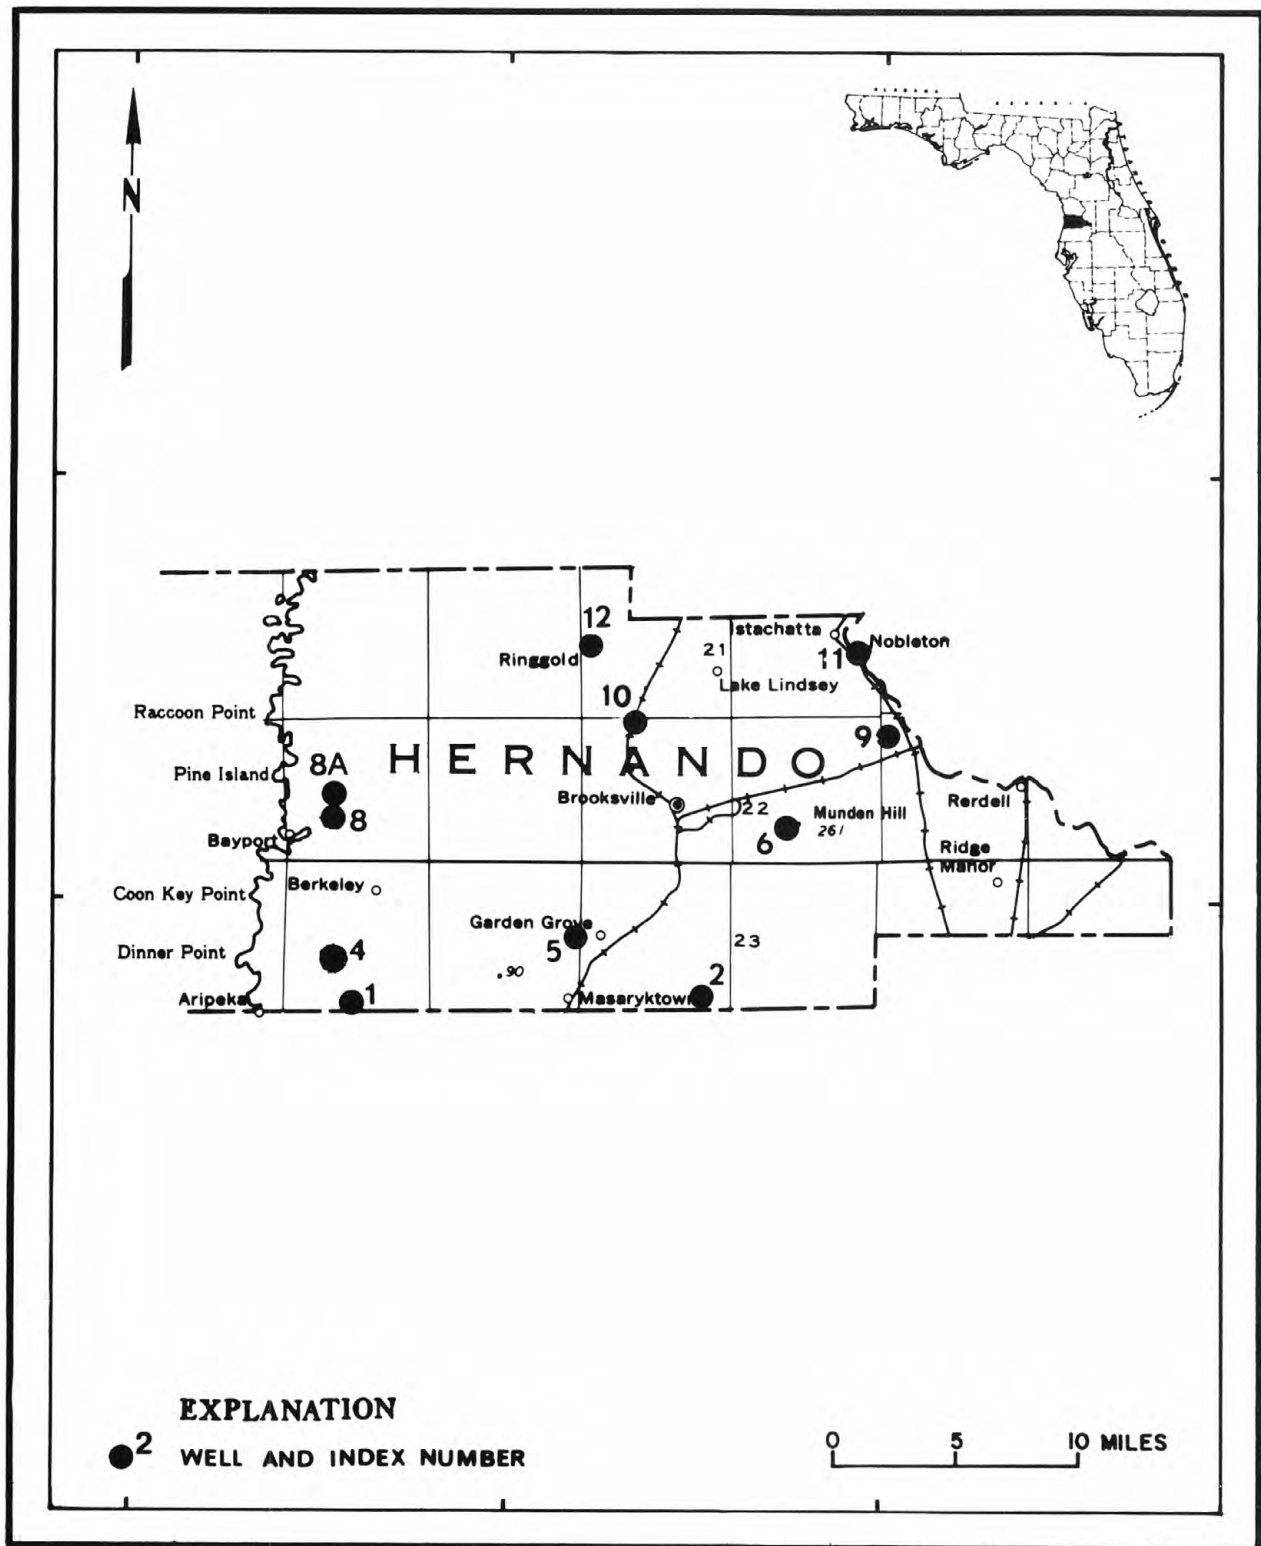 N
12
Ringgold
Istachatta
21
Nobleton
11
Lake Lindsey
10
Raccoon Point
9
HERNANDO
Pine Island
8A
Brooksville
22
Rerdell
8
Munden Hill
261
6
Bayport
Ridge
Manor
Berkeley
Coon Key Point
Garden Grove
5
23
Dinner Point
4
.90
2
Aripeka
1
Masaryktown
EXPLANATION
2 WELL AND INDEX NUMBER
0 5 10 MILES